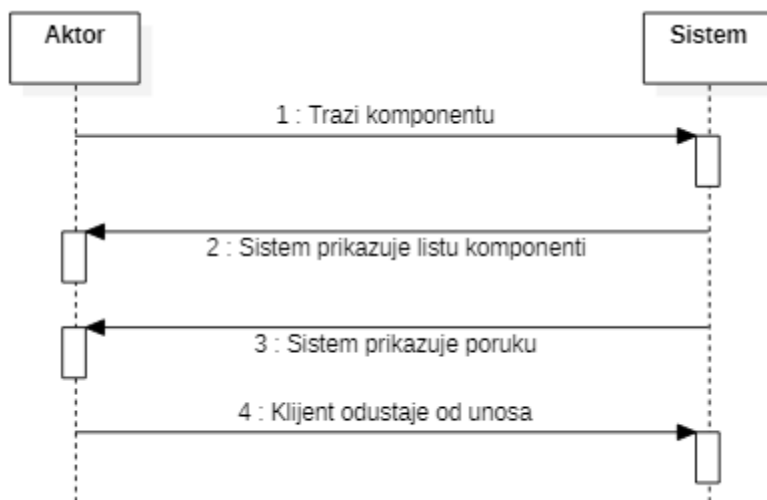 Aktor
Sistem
1 : Trazi komponentu
2 : Sistem prikazuje listu komponenti
3 : Sistem prikazuje poruku
4 : Klijent odustaje od unosa